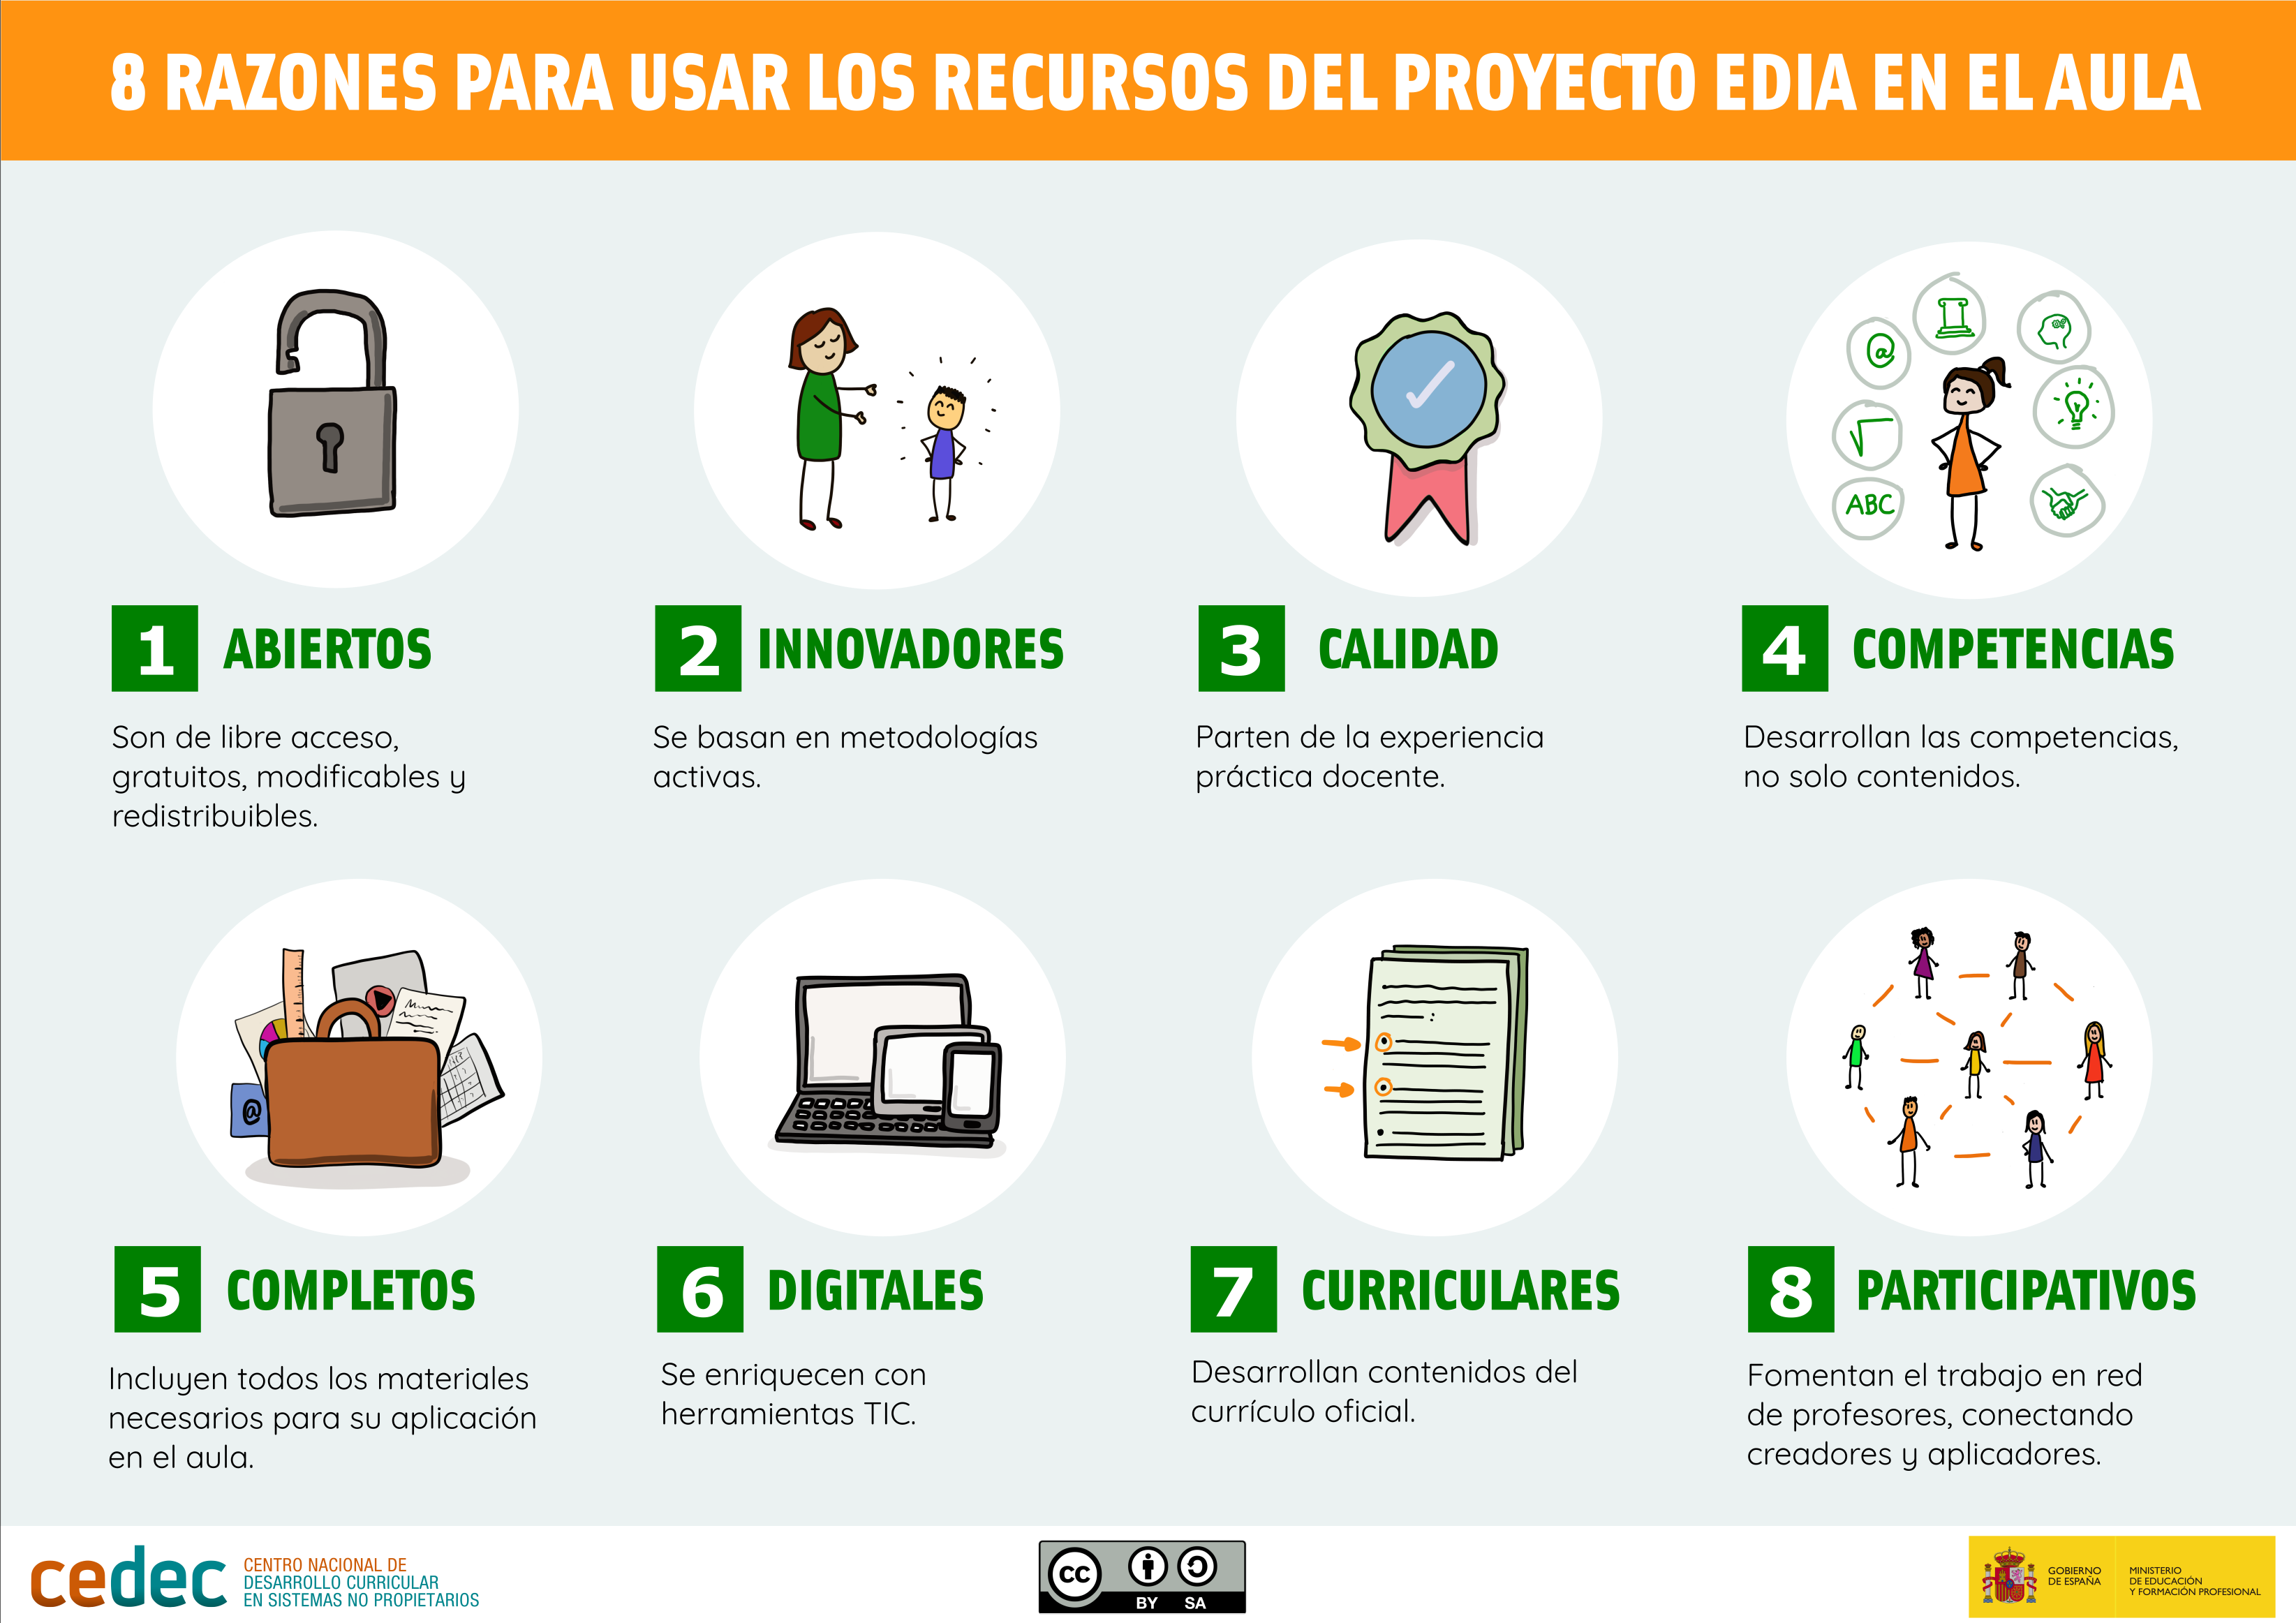 8 RAZONES PARA USAR LOS RECURSOS DEL PROYECTO EDIA EN EL AULA
@
√
ABC
1 ABIERTOS
Son de libre acceso,
gratuitos, modificables y
redistribuibles.
2 INNOVADORES
Se basan en metodologías
activas.
3 CALIDAD
Parten de la experiencia
práctica docente.
4 COMPETENCIAS
Desarrollan las competencias,
no solo contenidos.
@
5 COMPLETOS
Incluyen todos los materiales
necesarios para su aplicación
en el aula.
6 DIGITALES
Se enriquecen con
herramientas TIC.
7 CURRICULARES
Desarrollan contenidos del
currículo oficial.
8 PARTICIPATIVOS
Fomentan el trabajo en red
de profesores, conectando
creadores y aplicadores.
cedec
CENTRO NACIONAL DE
DESARROLLO CURRICULAR
EN SISTEMAS NO PROPIETARIOS
cc
BY SA
GOBIERNO
DE ESPAÑA
MINISTERIO
DE EDUCACIÓN
Y FORMACIÓN PROFESIONAL